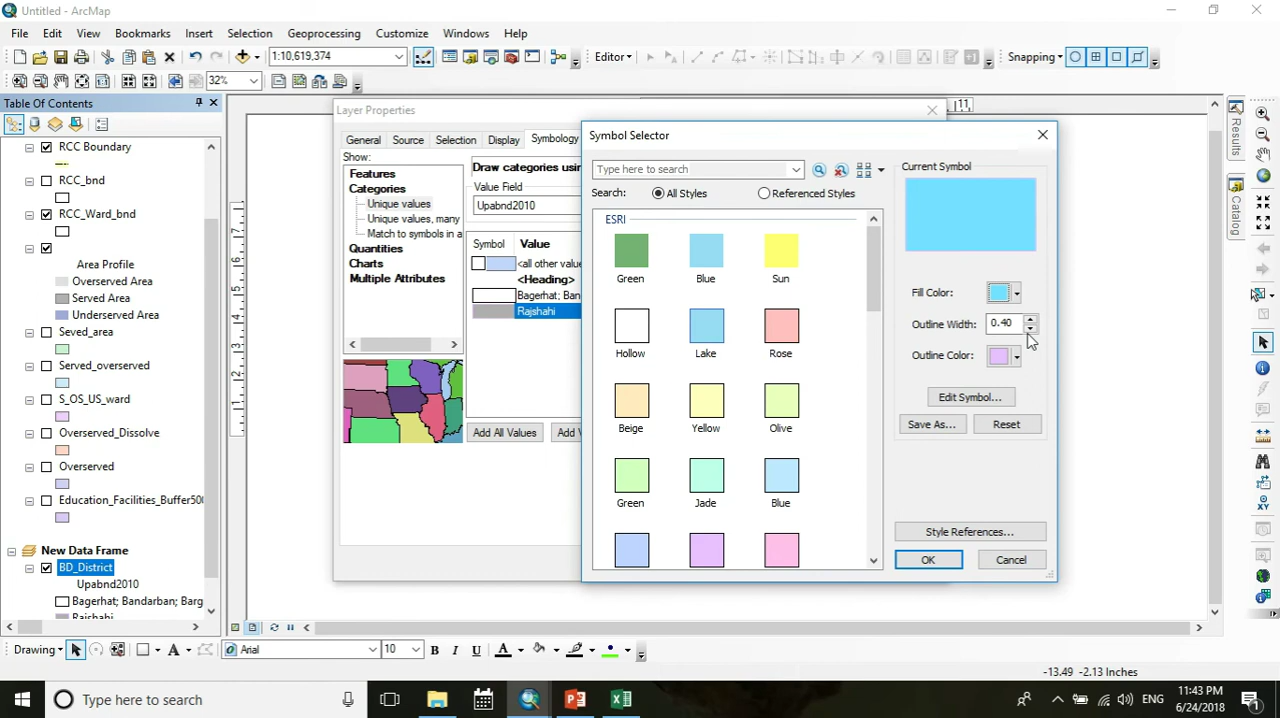 Untitled - ArcMap
File Edit View Bookmarks Insert Selection Geoprocessing Customize Windows Help
1:10,619,374
Editor
Snapping
32%
Table Of Contents
RCC Boundary
RCC_bnd
RCC_Ward_bnd
Area Profile
Overserved Area
Served Area
Underserved Area
Seved_area
Served_overserved
S_OS_US_ward
Overserved_Dissolve
Overserved
Education_Facilities_Buffer500
New Data Frame
BD_District
Upabnd2010
Bagerhat; Bandarban; Barg
Rajshahi
Layer Properties
General Source Selection Display Symbology
Show:
Features
Categories
Unique values
Unique values, many
Match to symbols in a
Quantities
Charts
Multiple Attributes
Draw categories usin
Value Field
Upabnd2010
Symbol Value
<all other value
<Heading>
Bagerhat; Ban
Rajshahi
Add All Values
Add V
Symbol Selector
Type here to search
Search: All Styles Referenced Styles
ESRI
Green Blue Sun
Hollow Lake Rose
Beige Yellow Olive
Green Jade Blue
Current Symbol
Fill Color:
Outline Width: 0.40
Outline Color:
Edit Symbol...
Save As... Reset
Style References...
OK Cancel
Results
Catalog
Drawing
Arial
10
B I U A
-13.49 -2.13 Inches
Type here to search
ENG
11:43 PM
6/24/2018